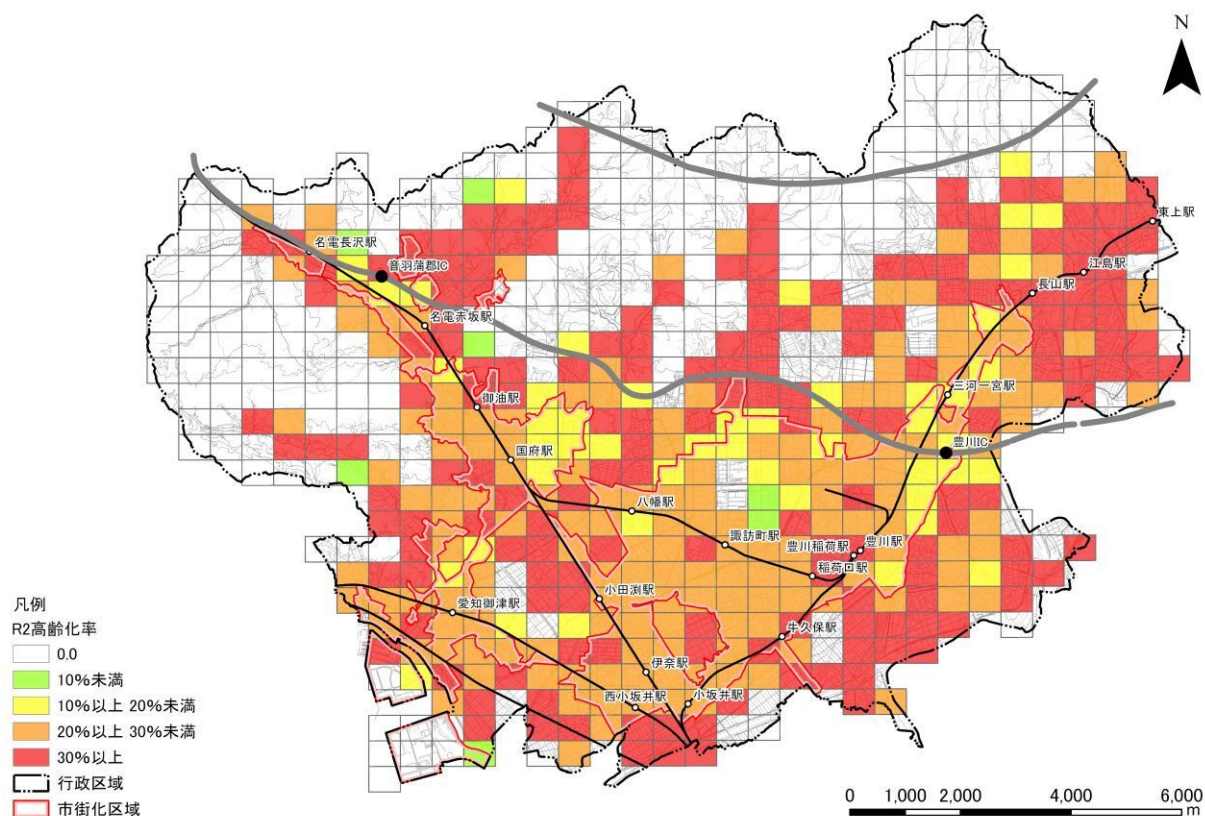 N
東上駅
名電長沢駅
音羽蒲郡IC
江島駅
長山駅
名電赤坂駅
三河一宮駅
御油駅
豊川IC
国府駅
八幡駅
諏訪町駅
豊川稲荷駅
豊川駅
稲荷口駅
小田渕駅
愛知御津駅
牛久保駅
伊奈駅
西小坂井駅
小坂井駅
凡例
R2高齢化率
0.0
10%未満
10%以上 20%未満
20%以上 30%未満
30%以上
行政区域
市街化区域
0 1,000 2,000 4,000 6,000
m